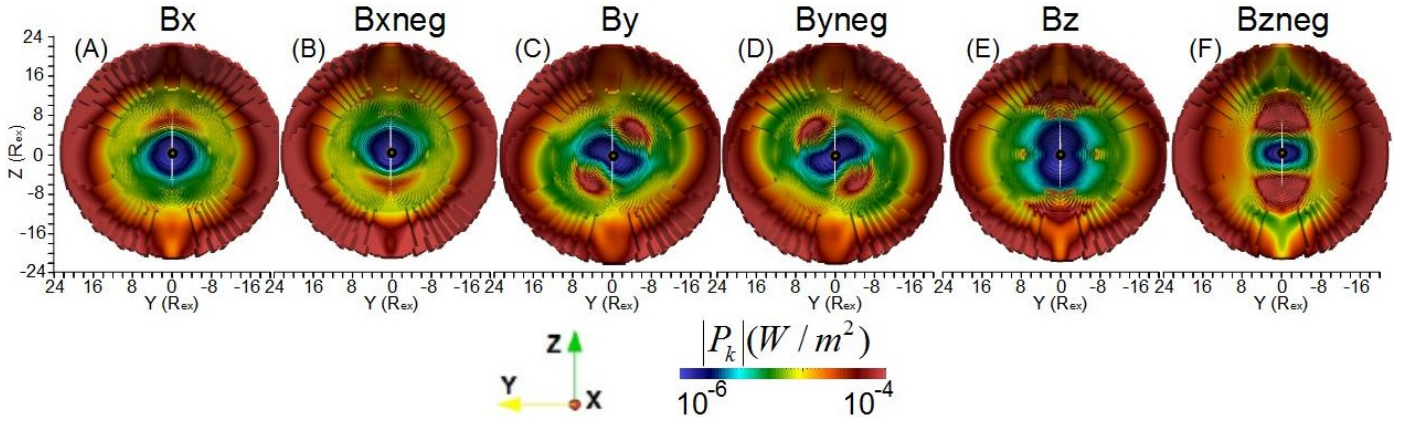 Bx Bxneg By Byneg Bz Bzneg
(A) (B) (C) (D) (E) (F)
24
16
8
0
-8
-16
-24
Z (Rex)
24 16 8 0 -8 -16 24 16 8 0 -8 -16 24 16 8 0 -8 -16 24 16 8 0 -8 -16 24 16 8 0 -8 -16 24 16 8 0 -8 -16
Y (Rex) Y (Rex) Y (Rex) Y (Rex) Y (Rex) Y (Rex)
Z
Y
X
|Pk|(W / m²)
10⁻⁶ 10⁻⁴